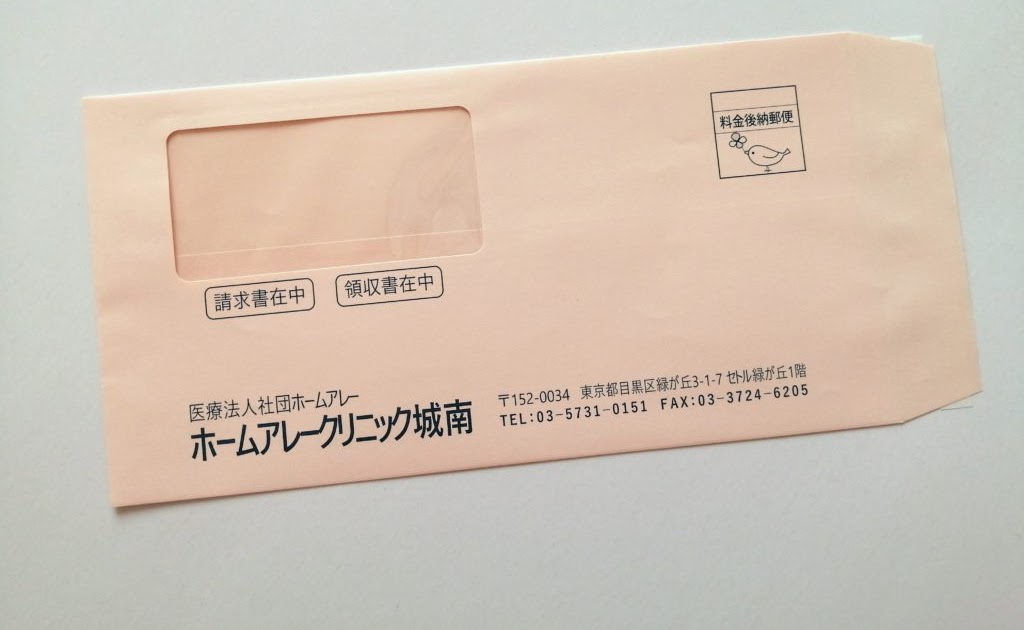 料金後納郵便
請求書在中
領収書在中
医療法人社団ホームアレー
ホームアレークリニック城南
〒152-0034 東京都目黒区緑が丘3-1-7 セトル緑が丘1階
TEL:03-5731-0151 FAX:03-3724-6205